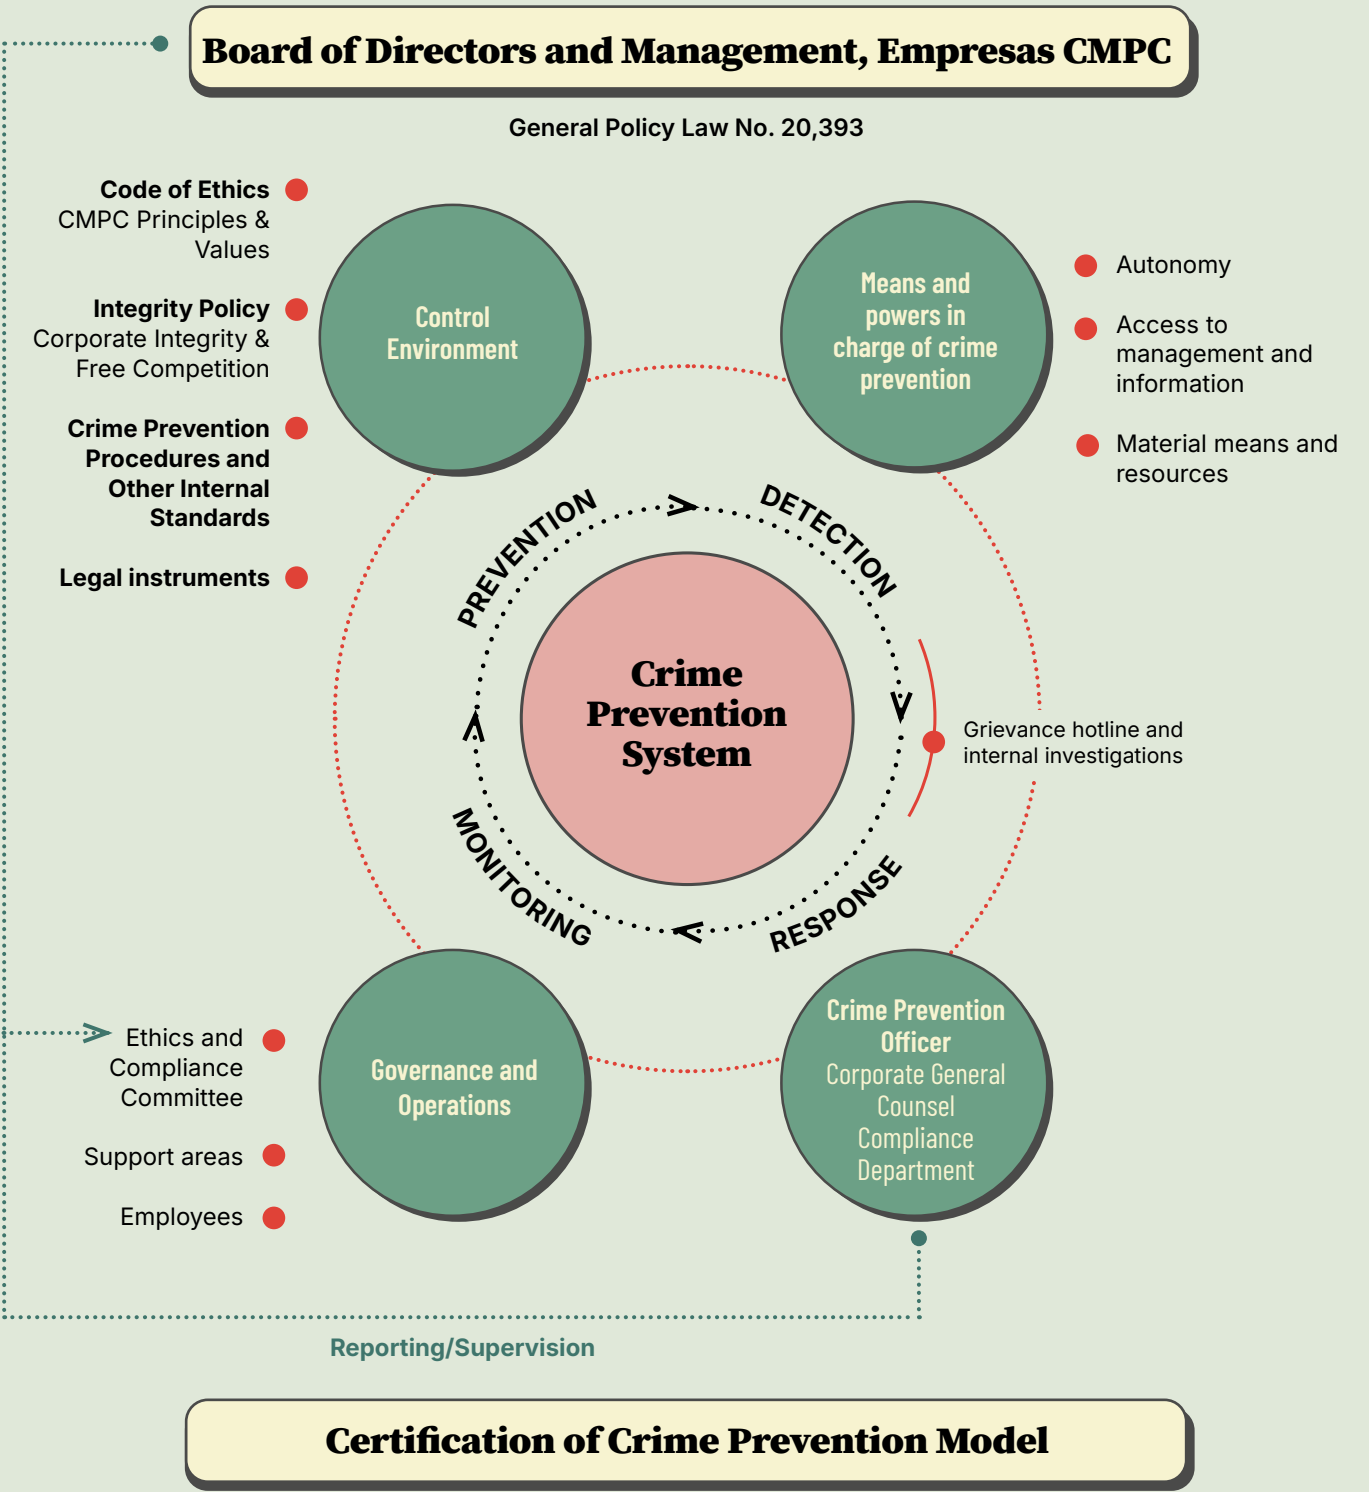 Board of Directors and Management, Empresas CMPC
General Policy Law No. 20,393
Code of Ethics
CMPC Principles &
Values
Integrity Policy
Corporate Integrity &
Free Competition
Crime Prevention
Procedures and
Other Internal
Standards
Legal instruments
Control
Environment
Means and
powers in
charge of crime
prevention
Autonomy
Access to
management and
information
Material means and
resources
PREVENTION
DETECTION
Crime
Prevention
System
Grievance hotline and
internal investigations
MONITORING
RESPONSE
Ethics and
Compliance
Committee
Support areas
Employees
Governance and
Operations
Crime Prevention
Officer
Corporate General
Counsel
Compliance
Department
Reporting/Supervision
Certification of Crime Prevention Model